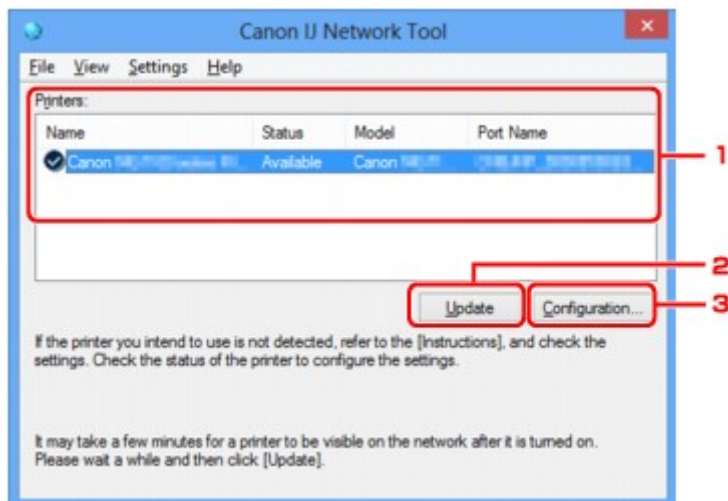 Canon IJ Network Tool
File View Settings Help
Printers:
Name Status Model Port Name
Canon Available Canon
1
2
Update Configuration...
3
If the printer you intend to use is not detected, refer to the [Instructions], and check the
settings. Check the status of the printer to configure the settings.
It may take a few minutes for a printer to be visible on the network after it is turned on.
Please wait a while and then click [Update].